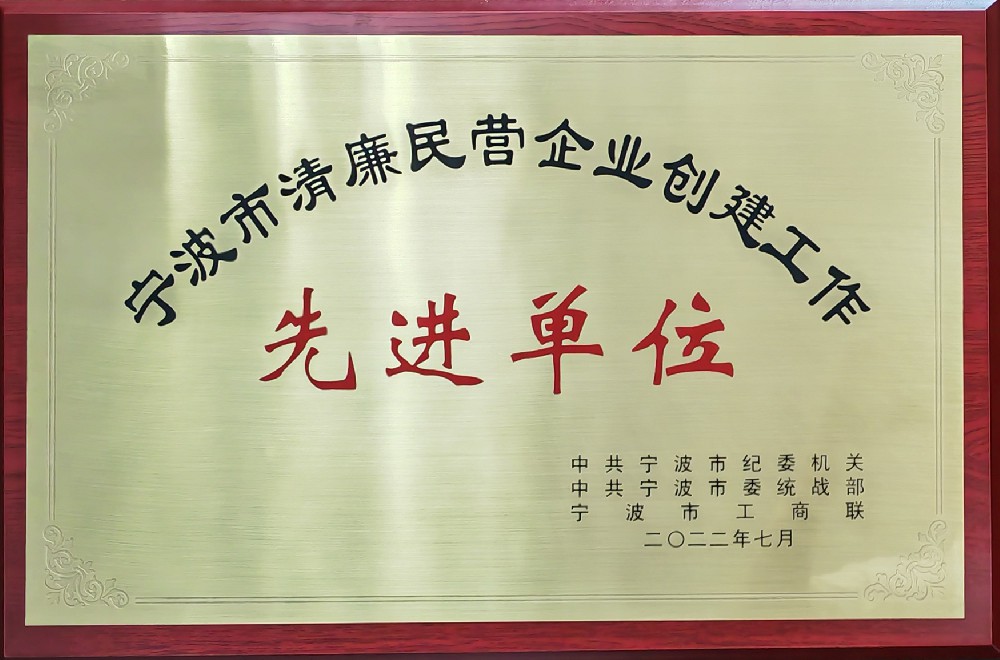 宁波市清廉民营企业创建工作
先进单位
中共宁波市纪委机关
中共宁波市委统战部
宁波市工商联
二〇二二年七月